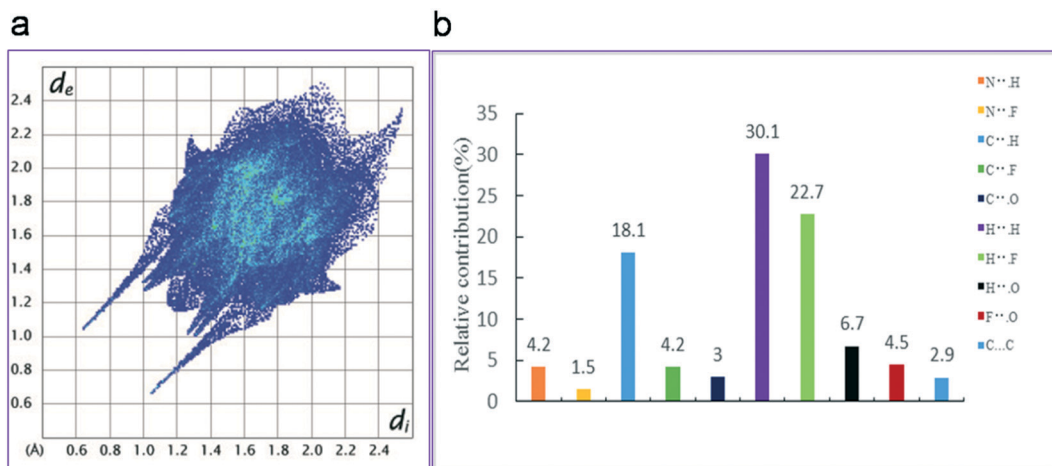 a
b
d_e
2.4
2.2
2.0
1.8
1.6
1.4
1.2
1.0
0.8
0.6
d_i
(Å) 0.6 0.8 1.0 1.2 1.4 1.6 1.8 2.0 2.2 2.4
Relative contribution(%)
35
30
25
20
15
10
5
0
4.2
1.5
18.1
4.2
3
30.1
22.7
6.7
4.5
2.9
N··.H
N··.F
C··.H
C··.F
C··.O
H··.H
H··.F
H··.O
F··.O
C...C